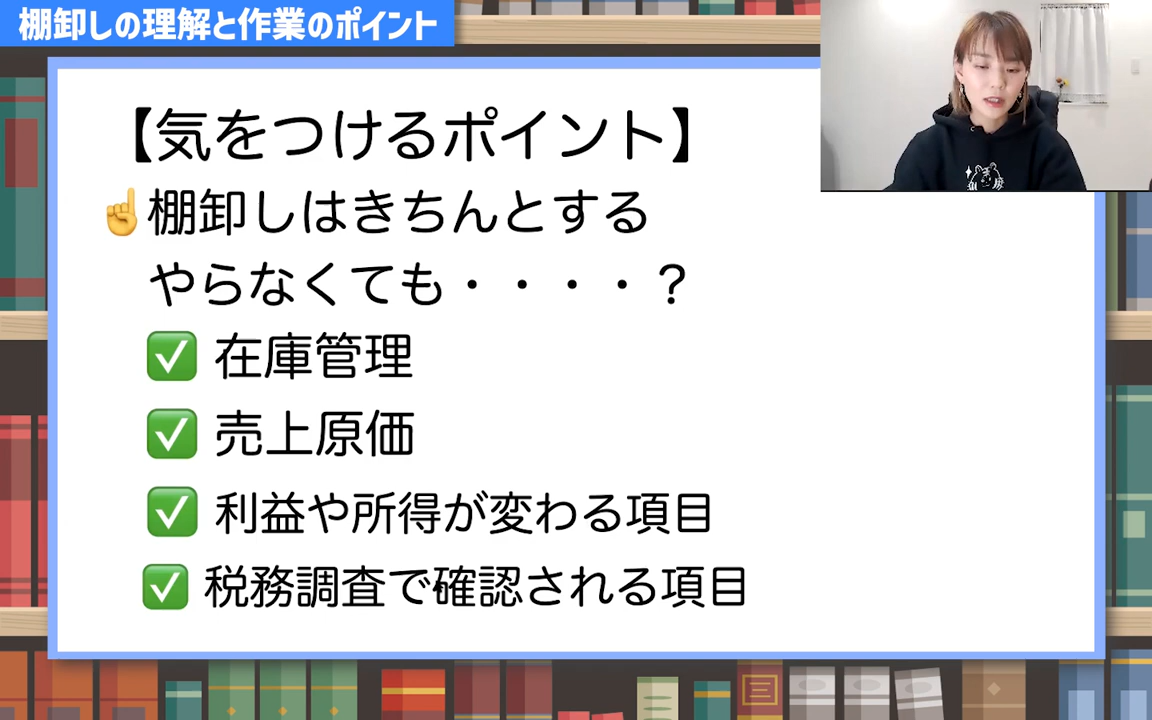 棚卸しの理解と作業のポイント
【気をつけるポイント】
☝棚卸しはきちんとする
やらなくても・・・・？
✅ 在庫管理
✅ 売上原価
✅ 利益や所得が変わる項目
✅ 税務調査で確認される項目